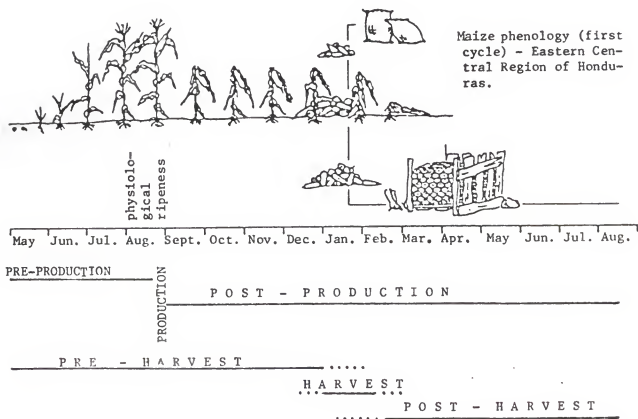 Maize phenology (first
cycle) - Eastern Cen-
tral Region of Hondu-
ras.
physiolo-
gical
ripeness
May Jun. Jul. Aug. Sept. Oct. Nov. Dec. Jan. Feb. Mar. Apr. May Jun. Jul. Aug.
PRE-PRODUCTION
PRODUCTION
POST - PRODUCTION
PRE - HARVEST
HARVEST
POST - HARVEST